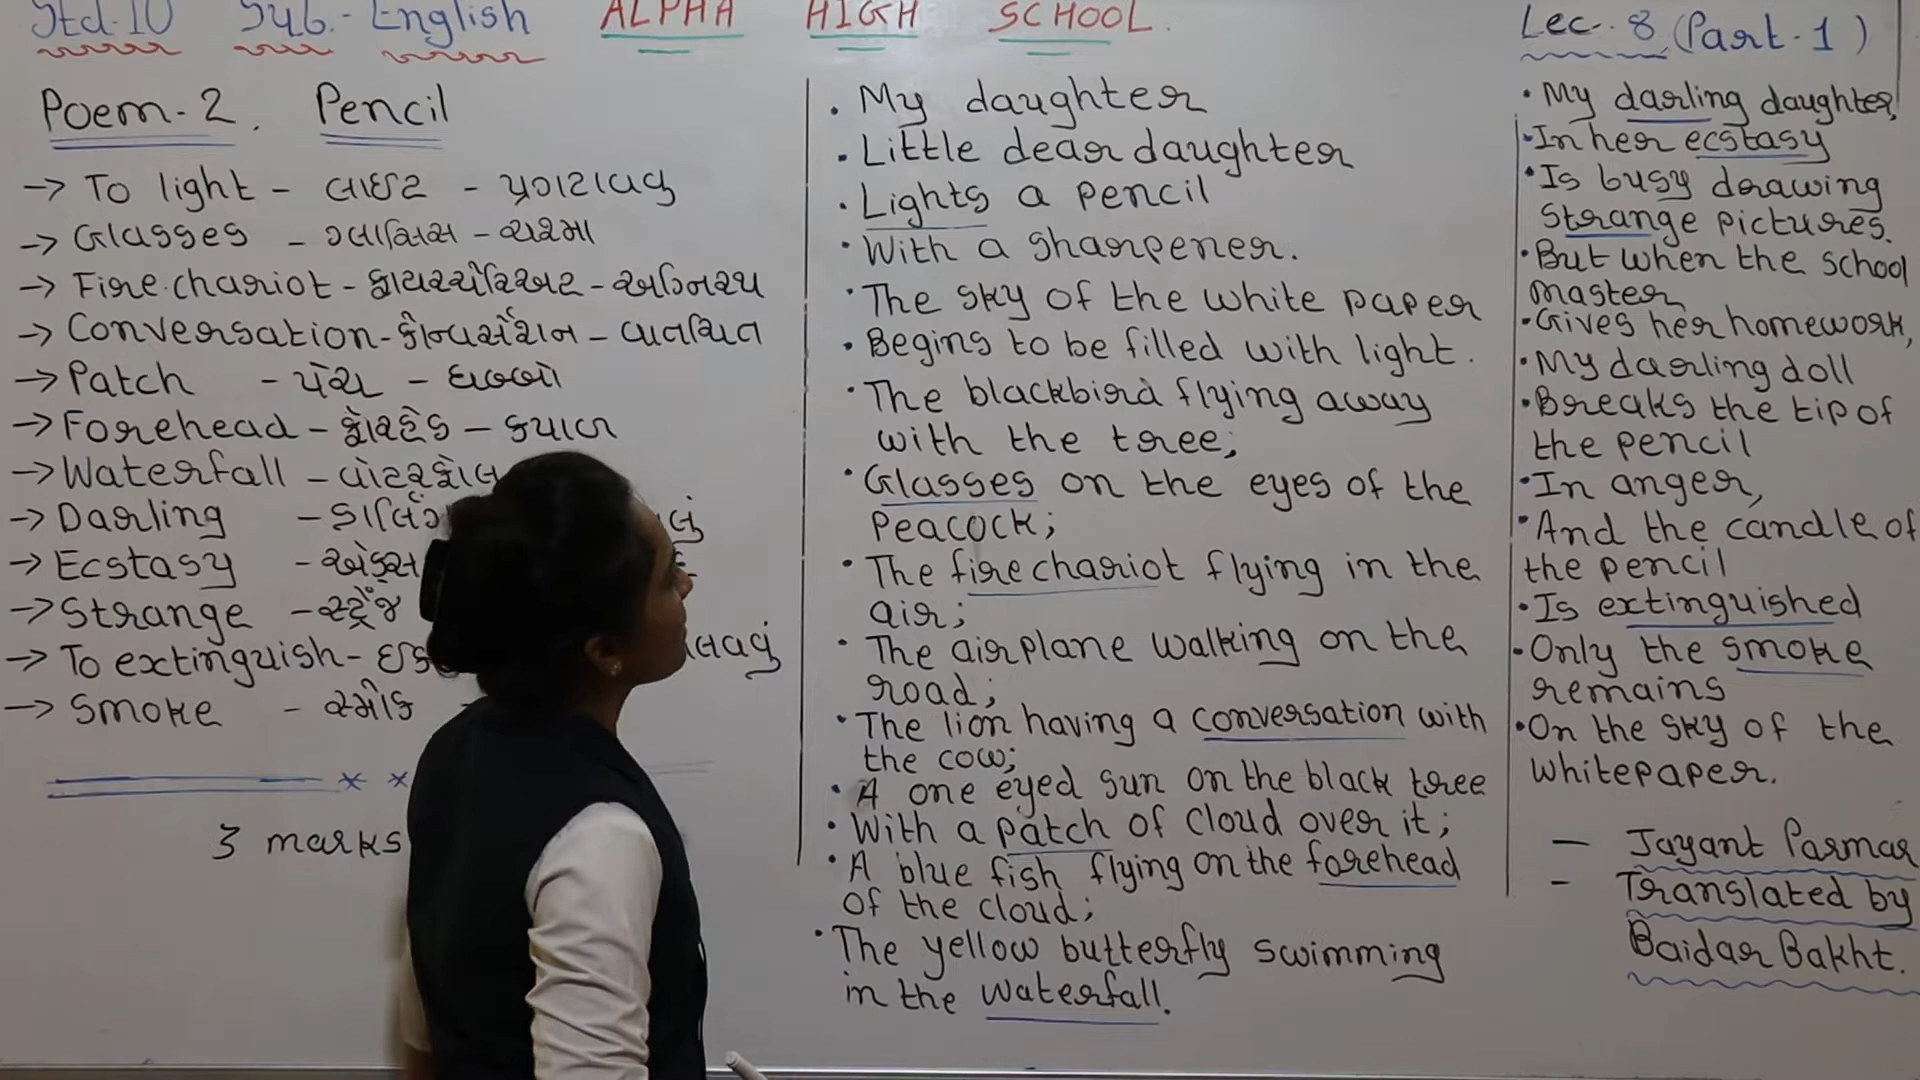 Std-10 Sub.- English ALPHA HIGH SCHOOL. Lec. 8 (Part-1)
Poem-2. Pencil
→ To light - લાઈટ - પ્રગટાવવું
→ Glasses - ગ્લાસિસ - ચશ્મા
→ Fire.chariot - ફાયરચેરિઅટ - અગ્નિરથ
→ Conversation - કોન્વર્સેશન - વાતચિત
→ Patch - પેચ - ધબ્બો
→ Forehead - ફોરહેડ - કપાળ
→ Waterfall - વોટરફોલ
→ Darling - ડાર્લિંગ
→ Ecstasy
→ Strange - સ્ટ્રેંજ
→ To extinguish -
→ Smoke - સ્મોક -
* *
3 marks
. My daughter
. Little dear daughter
. Lights a pencil
. With a sharpener.
. The sky of the white paper
. Begins to be filled with light.
. The blackbird flying away
with the tree;
. Glasses on the eyes of the
Peacock;
. The fire chariot flying in the
air;
. The airplane walking on the
road;
. The lion having a conversation with
the cow;
. A one eyed sun on the black tree
. With a patch of cloud over it;
. A blue fish flying on the forehead
of the cloud;
. The yellow butterfly swimming
in the waterfall.
. My darling daughter,
. In her ecstasy
. Is busy drawing
strange pictures.
. But when the school
master
. Gives her homework,
. My darling doll
. Breaks the tip of
the pencil
. In anger,
. And the candle of
the pencil
. Is extinguished
. Only the smoke
remains
. On the sky of the
whitepaper.
— Jayant Parmar
- Translated by
Baidar Bakht.